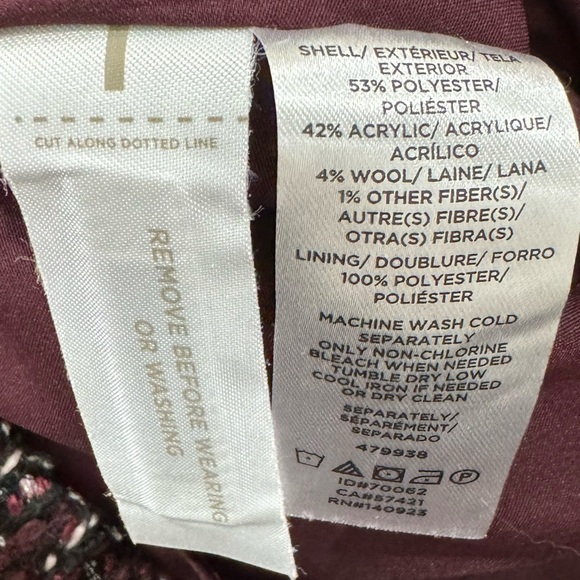 CUT ALONG DOTTED LINE
REMOVE BEFORE WEARING
OR WASHING
SHELL/ EXTÉRIEUR/ TELA
EXTERIOR
53% POLYESTER/
POLIÉSTER
42% ACRYLIC/ ACRYLIQUE/
ACRÍLICO
4% WOOL/ LAINE/ LANA
1% OTHER FIBER(S)/
AUTRE(S) FIBRE(S)/
OTRA(S) FIBRA(S)
LINING/ DOUBLURE/ FORRO
100% POLYESTER/
POLIÉSTER
MACHINE WASH COLD
SEPARATELY
ONLY NON-CHLORINE
BLEACH WHEN NEEDED
TUMBLE DRY LOW
COOL IRON IF NEEDED
OR DRY CLEAN
SEPARATELY/
SÉPARÉMENT/
SEPARADO
479938
P
ID#70062
CA#57421
RN#140923